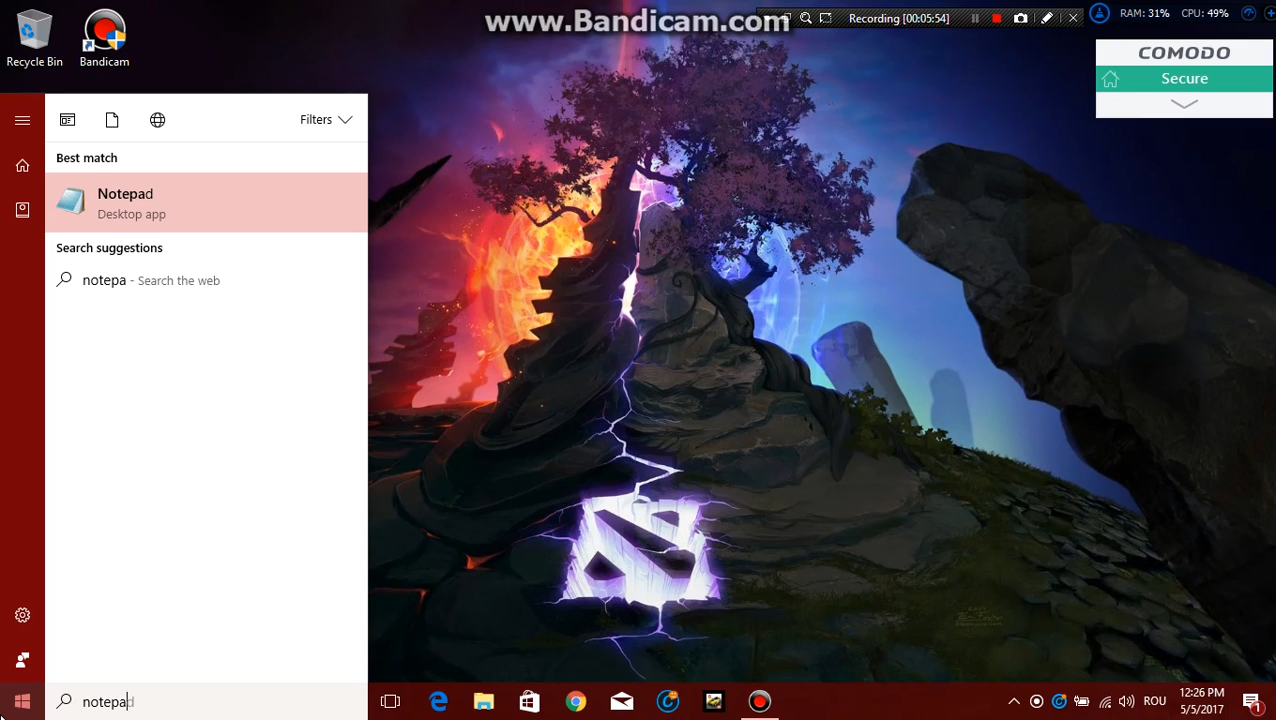 www.Bandicam.com
Recording [00:05:54]
RAM: 31% CPU: 49%
Recycle Bin
Bandicam
COMODO
Secure
Filters
Best match
Notepad
Desktop app
Search suggestions
notepa - Search the web
notepad
ROU
12:26 PM
5/5/2017
1